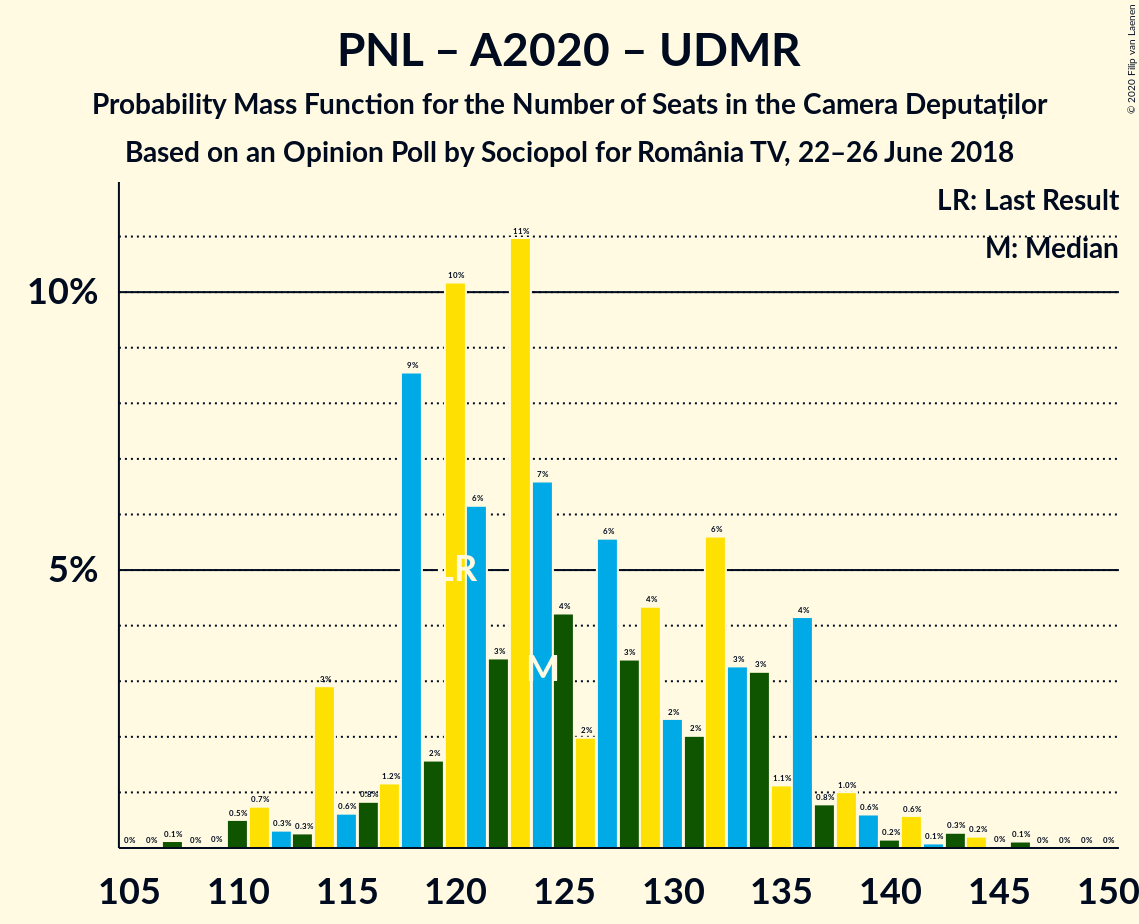 PNL – A2020 – UDMR
Probability Mass Function for the Number of Seats in the Camera Deputaților
Based on an Opinion Poll by Sociopol for România TV, 22–26 June 2018
© 2020 Filip van Laenen
LR: Last Result
M: Median
10%
5%
0% 0% 0.1% 0% 0% 0.5% 0.7% 0.3% 0.3% 3% 0.6% 0.8% 1.2% 9% 2% 10% 6% 3% 11% 7% 4% 2% 6% 3% 4% 2% 2% 6% 3% 3% 1.1% 4% 0.8% 1.0% 0.6% 0.2% 0.6% 0.1% 0.3% 0.2% 0% 0.1% 0% 0% 0% 0%
LR
M
105 110 115 120 125 130 135 140 145 150